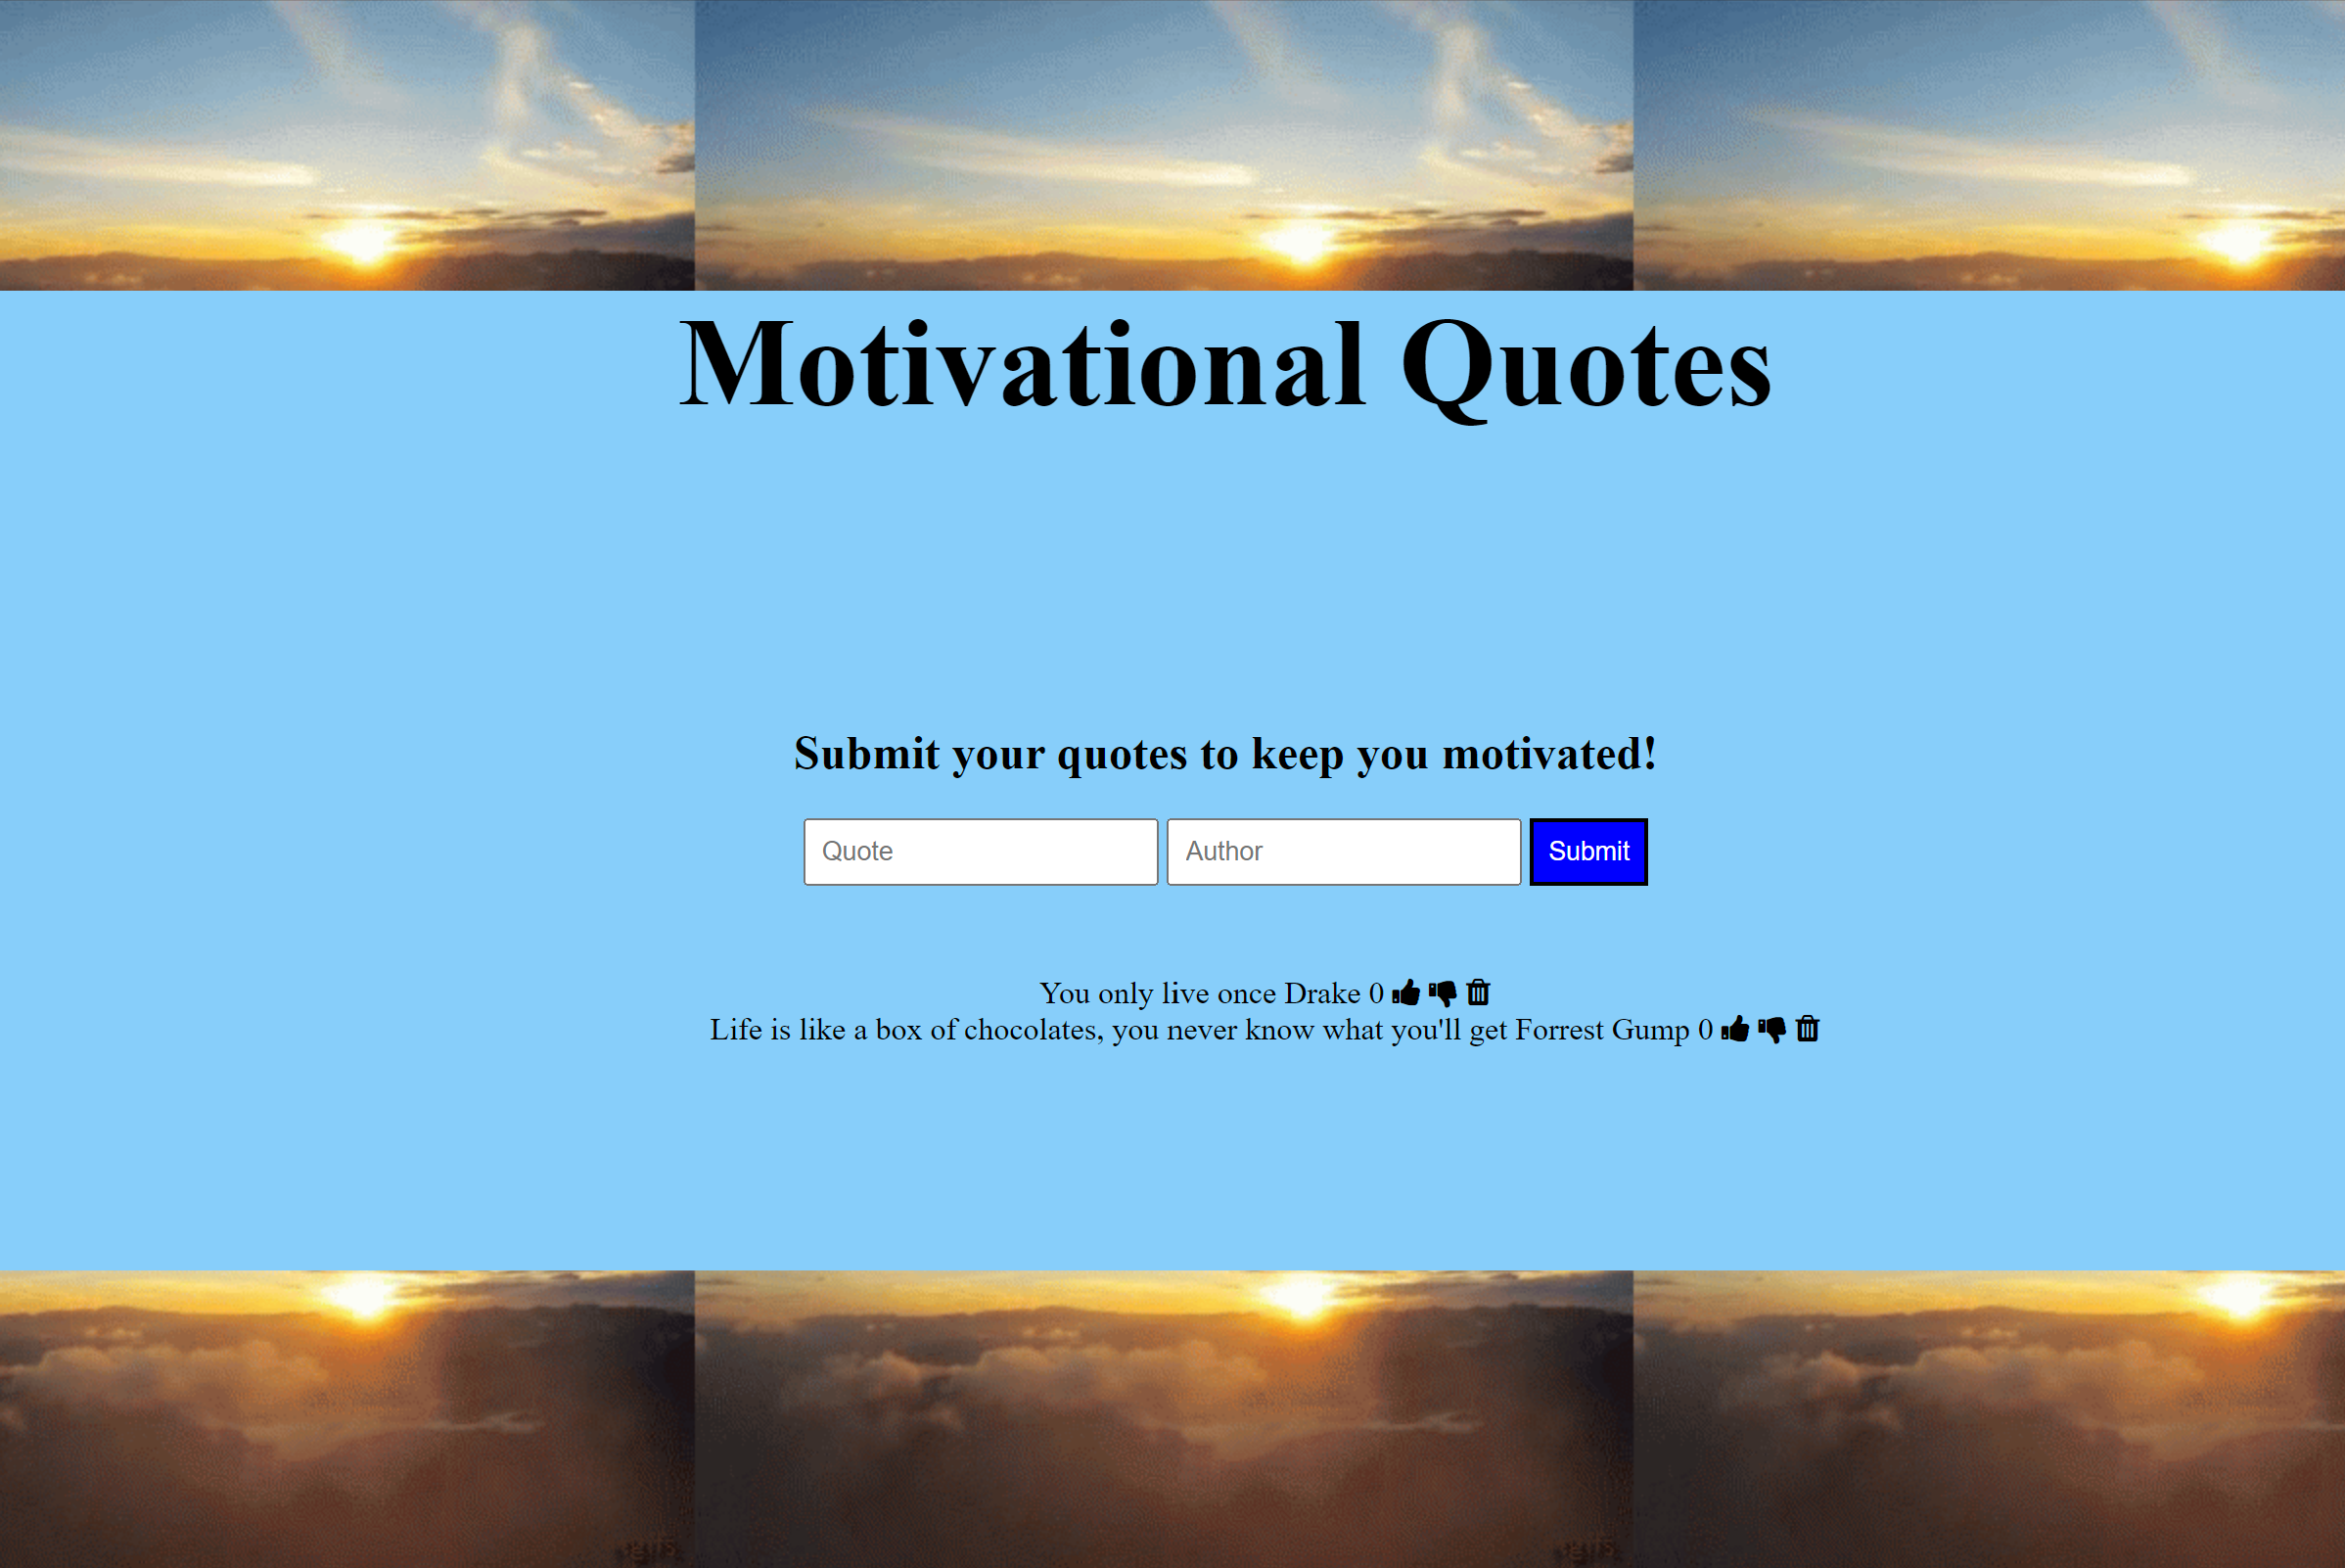 Motivational Quotes
Submit your quotes to keep you motivated!
Quote Author Submit
You only live once Drake 0
Life is like a box of chocolates, you never know what you'll get Forrest Gump 0